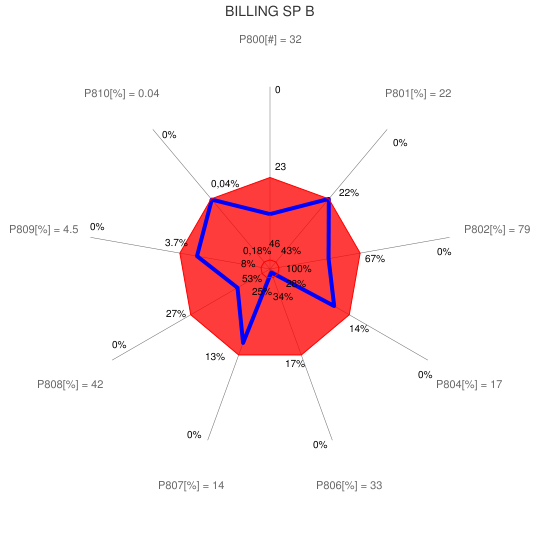 BILLING SP B
P800[#] = 32
P810[%] = 0.04
0
P801[%] = 22
0%
0%
23
0,04%
22%
P809[%] = 4.5
0%
P802[%] = 79
3.7%
46
0%
0,18%
43%
67%
8%
100%
53%
28%
25%
34%
27%
14%
0%
13%
17%
0%
P808[%] = 42
P804[%] = 17
0%
0%
P807[%] = 14
P806[%] = 33